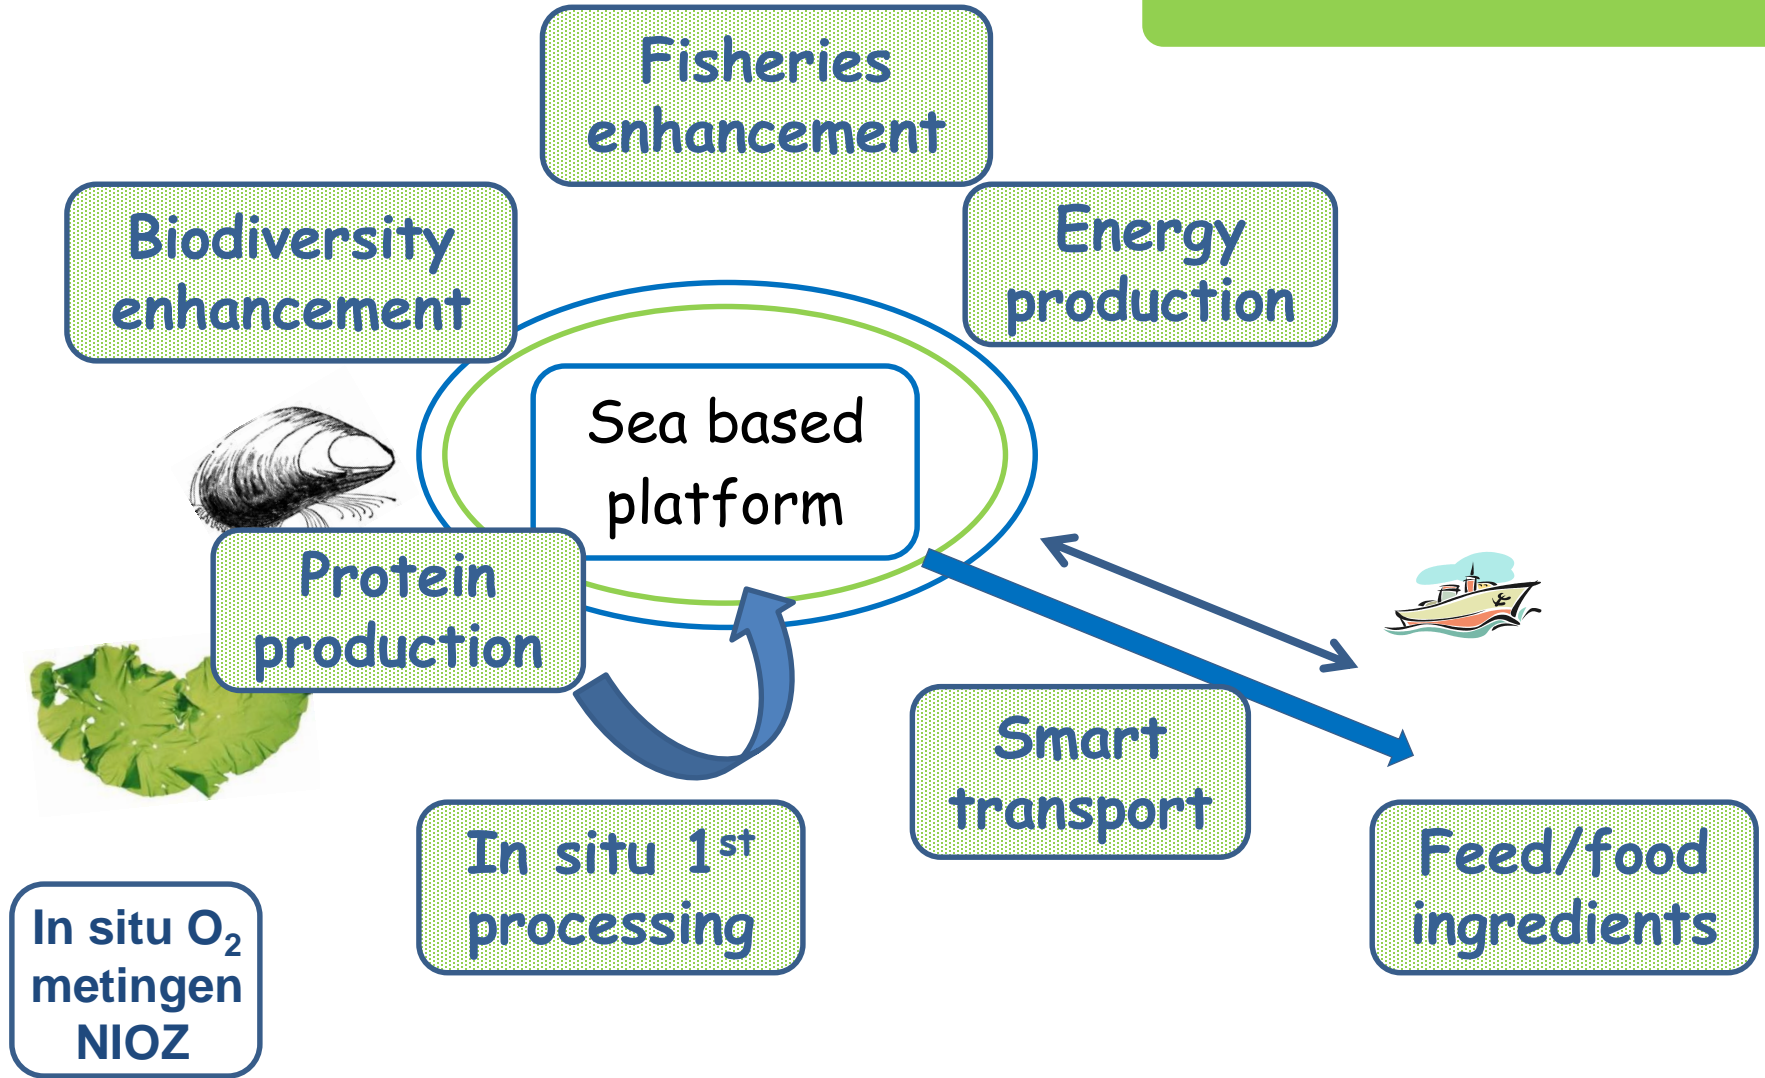 Fisheries
enhancement
Biodiversity
enhancement
Energy
production
Sea based
platform
Protein
production
Smart
transport
In situ 1st
processing
Feed/food
ingredients
In situ O₂
metingen
NIOZ